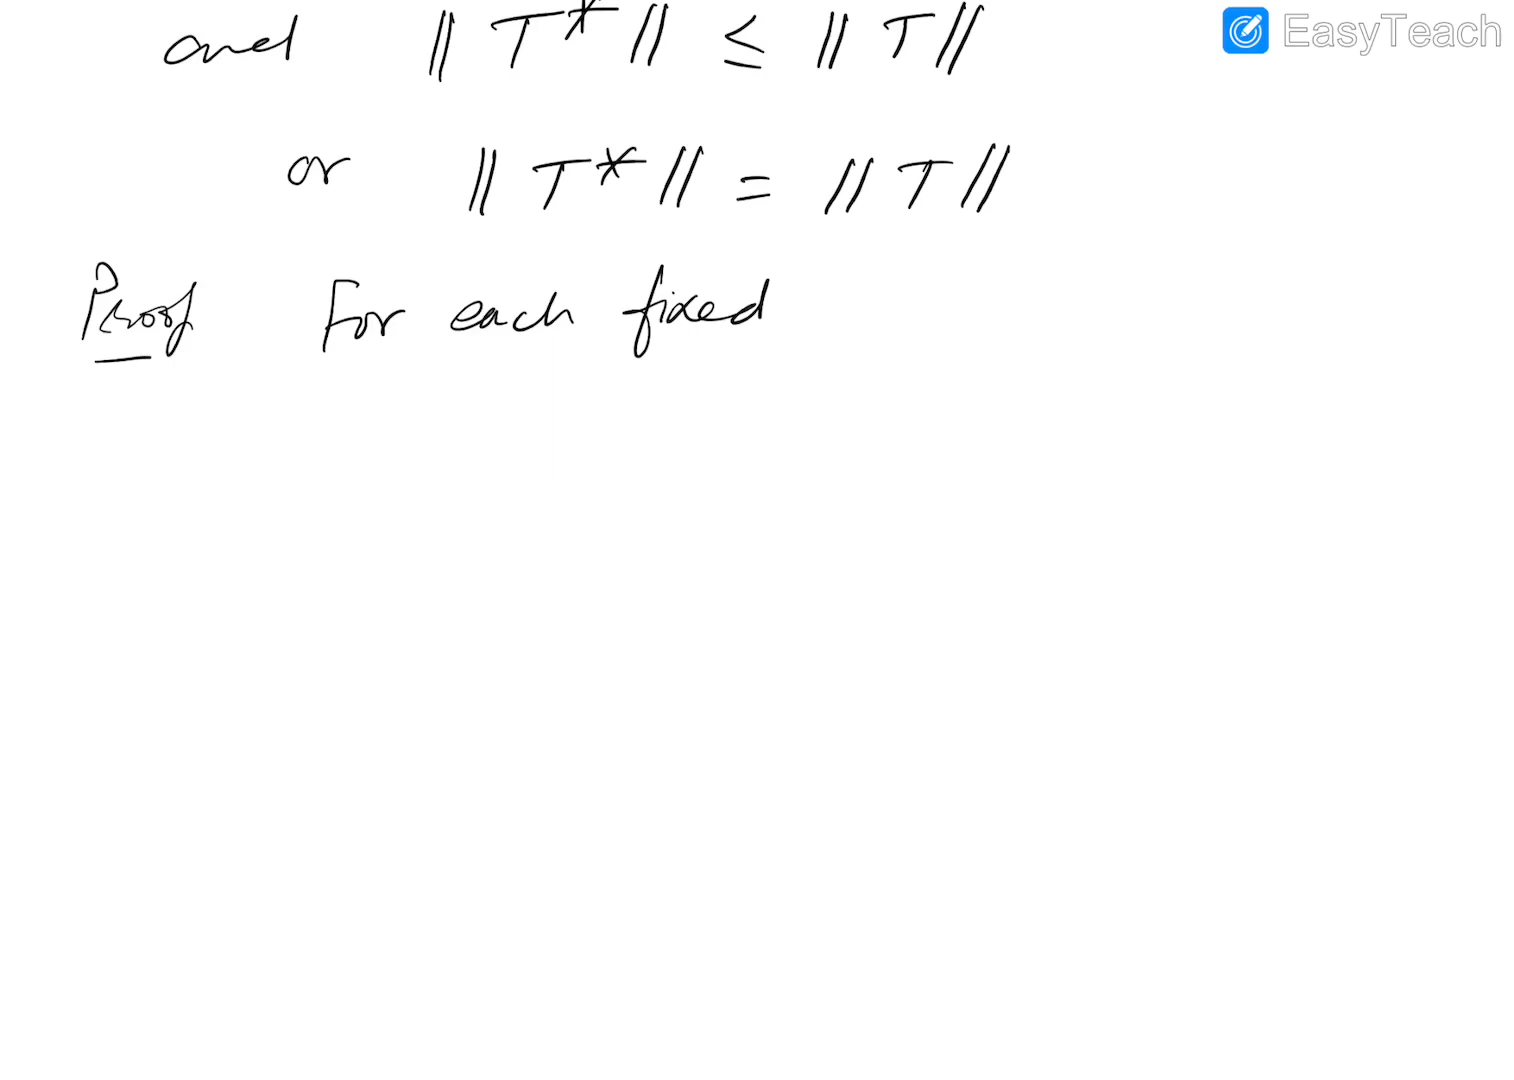 and || T* || ≤ || T ||
EasyTeach
or || T* || = || T ||
Proof For each fixed